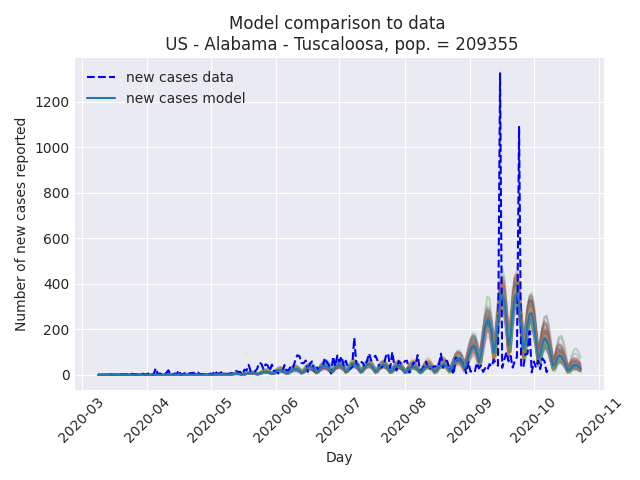 Model comparison to data
US - Alabama - Tuscaloosa, pop. = 209355
new cases data
new cases model
Number of new cases reported
1200
1000
800
600
400
200
0
2020-03
2020-04
2020-05
2020-06
2020-07
2020-08
2020-09
2020-10
2020-11
Day